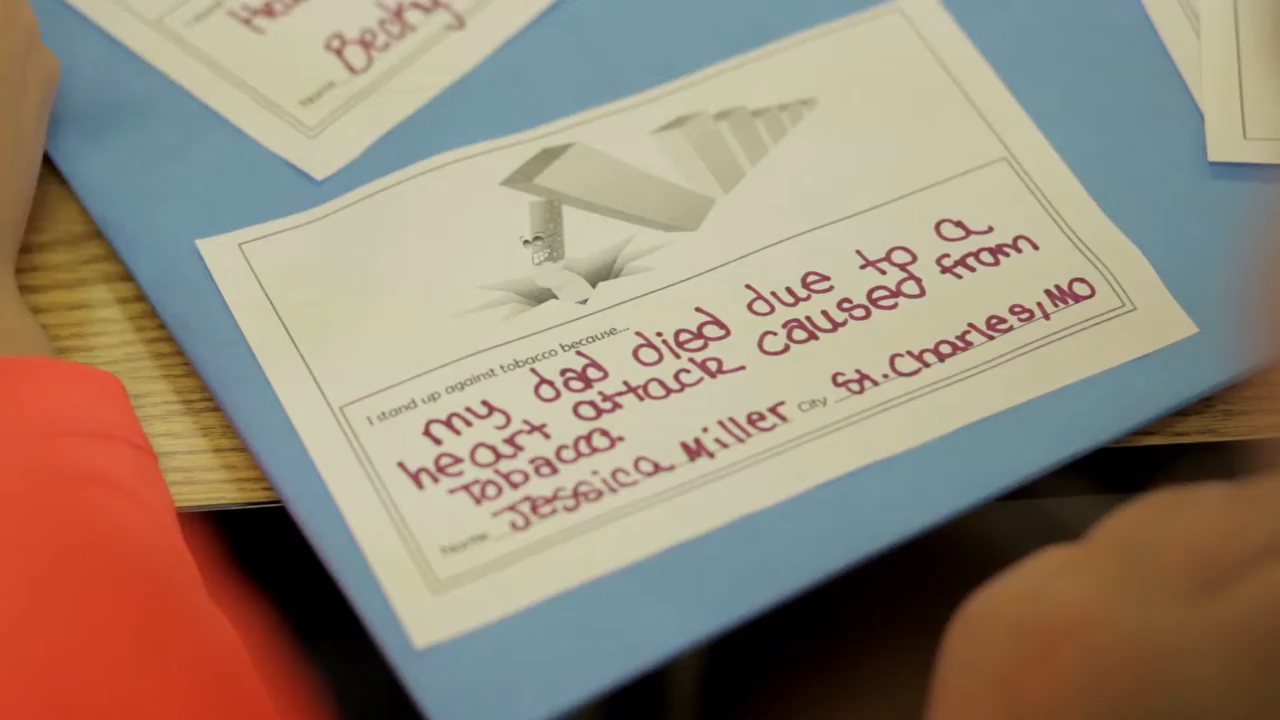 Becky
Name
I stand up against tobacco because...
my dad died due to a
heart attack caused from
Tobacco.
Name Jessica Miller City St. Charles, MO